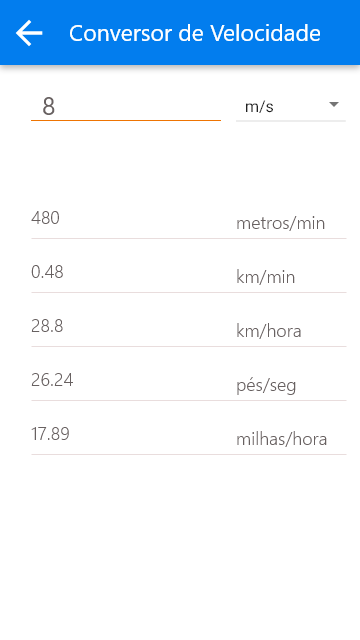 Conversor de Velocidade
8 m/s
480 metros/min
0.48 km/min
28.8 km/hora
26.24 pés/seg
17.89 milhas/hora